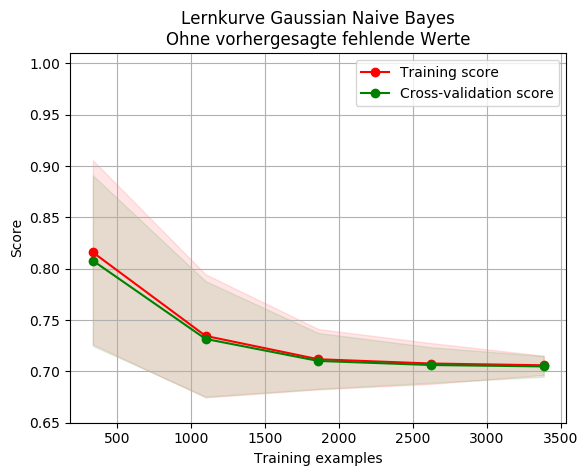 Lernkurve Gaussian Naive Bayes
Ohne vorhergesagte fehlende Werte
1.00
0.95
0.90
0.85
0.80
0.75
0.70
0.65
Score
Training score
Cross-validation score
500
1000
1500
2000
2500
3000
3500
Training examples